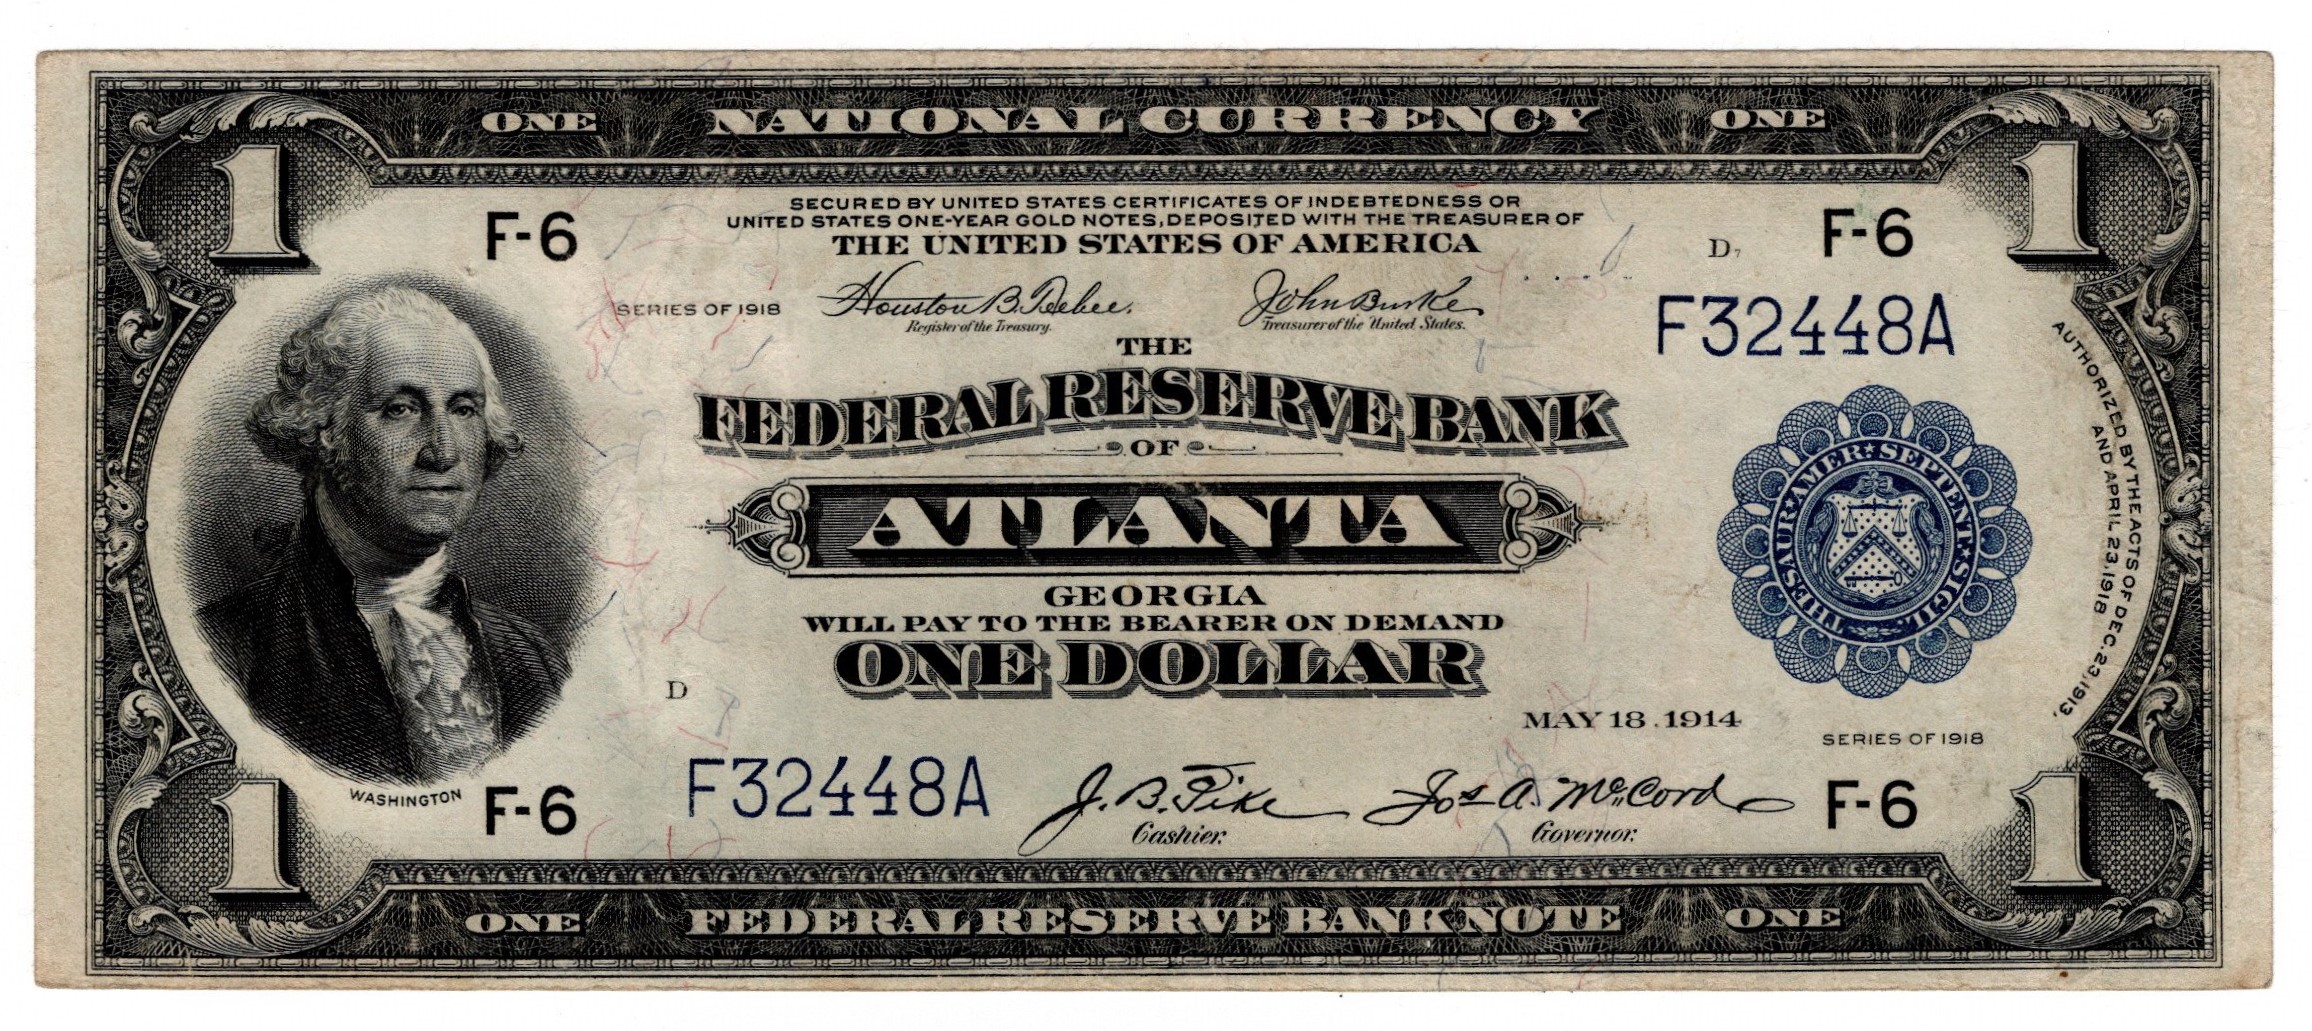 ONE NATIONAL CURRENCY ONE
1 1
SECURED BY UNITED STATES CERTIFICATES OF INDEBTEDNESS OR
UNITED STATES ONE-YEAR GOLD NOTES, DEPOSITED WITH THE TREASURER OF
THE UNITED STATES OF AMERICA
F-6 D7 F-6
SERIES OF 1918 Houston B. Teehee. John Burke
Register of the Treasury. Treasurer of the United States.
F32448A
THE
FEDERAL RESERVE BANK
OF
ATLANTA
GEORGIA
WILL PAY TO THE BEARER ON DEMAND
ONE DOLLAR
THESAUR. AMER. SEPTENT. SIGIL.
AUTHORIZED BY THE ACTS OF DEC. 23, 1913,
AND APRIL 23, 1918
D
MAY 18. 1914
SERIES OF 1918
WASHINGTON
F-6 F32448A J. B. Pike Jos A. McCord F-6
Cashier. Governor.
1 1
ONE FEDERAL RESERVE BANK NOTE ONE